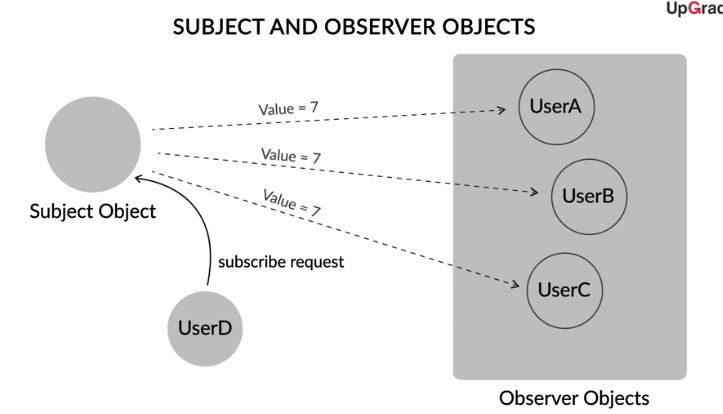 UpGrad
SUBJECT AND OBSERVER OBJECTS
Value = 7
UserA
Value = 7
UserB
Subject Object
Value = 7
subscribe request
UserC
UserD
Observer Objects